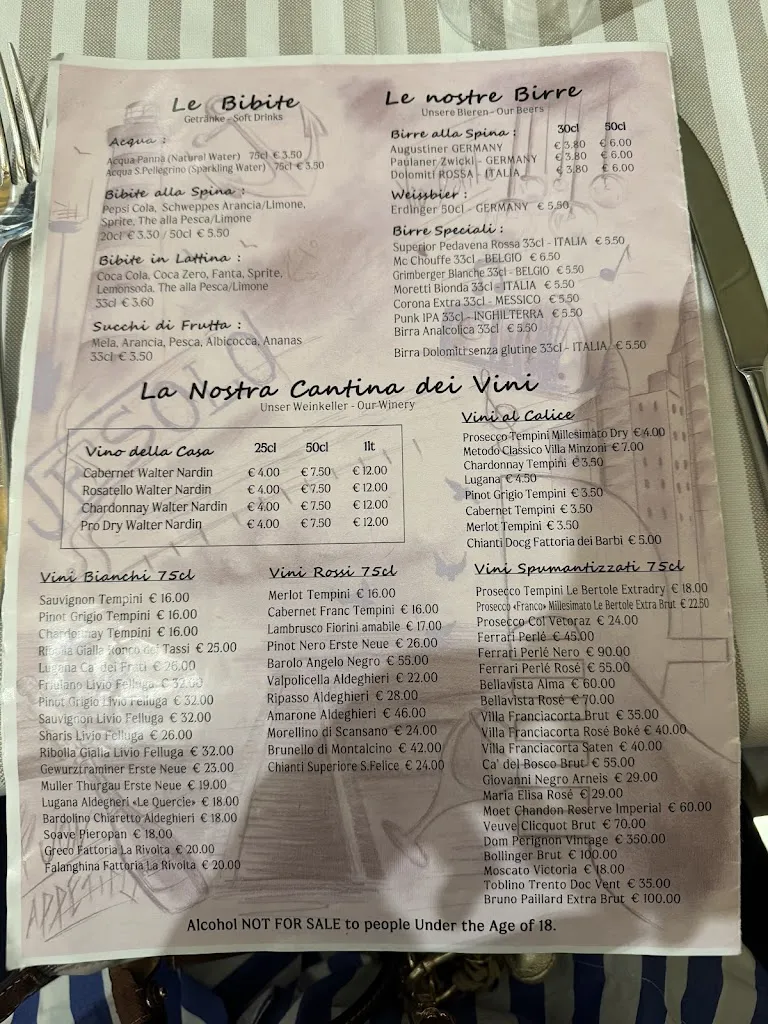 Le Bibite
Getränke - Soft Drinks
Acqua :
Acqua Panna (Natural Water) 75cl € 3.50
Acqua S.Pellegrino (Sparkling Water) 75cl € 3.50
Bibite alla Spina :
Pepsi Cola, Schweppes Arancia/Limone,
Sprite, The alla Pesca/Limone
20cl € 3.30 / 50cl € 5.50
Bibite in Lattina :
Coca Cola, Coca Zero, Fanta, Sprite,
Lemonsoda, The alla Pesca/Limone
33cl € 3.60
Succhi di Frutta :
Mela, Arancia, Pesca, Albicocca, Ananas
33cl € 3.50
Le nostre Birre
Unsere Bieren - Our Beers
Birre alla Spina : 30cl 50cl
Augustiner GERMANY € 3.80 € 6.00
Paulaner Zwickl - GERMANY € 3.80 € 6.00
Dolomiti ROSSA - ITALIA € 3.80 € 6.00
Weissbier :
Erdinger 50cl - GERMANY € 5.50
Birre Speciali :
Superior Pedavena Rossa 33cl - ITALIA € 5.50
Mc Chouffe 33cl - BELGIO € 6.50
Grimberger Blanche 33cl - BELGIO € 5.50
Moretti Bionda 33cl - ITALIA € 5.50
Corona Extra 33cl - MESSICO € 5.50
Punk IPA 33cl - INGHILTERRA € 5.50
Birra Analcolica 33cl € 5.50
Birra Dolomiti senza glutine 33cl - ITALIA € 5.50
La Nostra Cantina dei Vini
Unser Weinkeller - Our Winery
Vino della Casa 25cl 50cl 1lt
Cabernet Walter Nardin € 4.00 € 7.50 € 12.00
Rosatello Walter Nardin € 4.00 € 7.50 € 12.00
Chardonnay Walter Nardin € 4.00 € 7.50 € 12.00
Pro Dry Walter Nardin € 4.00 € 7.50 € 12.00
Vini al Calice
Prosecco Tempini Millesimato Dry € 4.00
Metodo Classico Villa Minzoni € 7.00
Chardonnay Tempini € 3.50
Lugana € 4.50
Pinot Grigio Tempini € 3.50
Cabernet Tempini € 3.50
Merlot Tempini € 3.50
Chianti Docg Fattoria dei Barbi € 5.00
Vini Bianchi 75cl
Sauvignon Tempini € 16.00
Pinot Grigio Tempini € 16.00
Chardonnay Tempini € 16.00
Ribolla Gialla Ronco dei Tassi € 25.00
Lugana Ca' dei Frati € 26.00
Friulano Livio Felluga € 32.00
Pinot Grigio Livio Felluga € 32.00
Sauvignon Livio Felluga € 32.00
Sharis Livio Felluga € 26.00
Ribolla Gialla Livio Felluga € 32.00
Gewurztraminer Erste Neue € 23.00
Muller Thurgau Erste Neue € 19.00
Lugana Aldegheri «Le Quercie» € 18.00
Bardolino Chiaretto Aldegheri € 18.00
Soave Pieropan € 18.00
Greco Fattoria La Rivolta € 20.00
Falanghina Fattoria La Rivolta € 20.00
Vini Rossi 75cl
Merlot Tempini € 16.00
Cabernet Franc Tempini € 16.00
Lambrusco Fiorini amabile € 17.00
Pinot Nero Erste Neue € 26.00
Barolo Angelo Negro € 55.00
Valpolicella Aldeghieri € 22.00
Ripasso Aldeghieri € 28.00
Amarone Aldeghieri € 46.00
Morellino di Scansano € 24.00
Brunello di Montalcino € 42.00
Chianti Superiore S.Felice € 24.00
Vini Spumantizzati 75cl
Prosecco Tempini Le Bertole Extradry € 18.00
Prosecco «Franco» Millesimato Le Bertole Extra Brut € 22.50
Prosecco Col Vetoraz € 24.00
Ferrari Perlé € 45.00
Ferrari Perlé Nero € 90.00
Ferrari Perlé Rosé € 55.00
Bellavista Alma € 60.00
Bellavista Rosé € 70.00
Villa Franciacorta Brut € 35.00
Villa Franciacorta Rosé Boké € 40.00
Villa Franciacorta Saten € 40.00
Ca' del Bosco Brut € 55.00
Giovanni Negro Arneis € 29.00
Maria Elisa Rosé € 29.00
Moet Chandon Reserve Imperial € 60.00
Veuve Clicquot Brut € 70.00
Dom Perignon Vintage € 350.00
Bollinger Brut € 100.00
Moscato Victoria € 18.00
Toblino Trento Doc Vent € 35.00
Bruno Paillard Extra Brut € 100.00
APPETITO
Alcohol NOT FOR SALE to people Under the Age of 18.